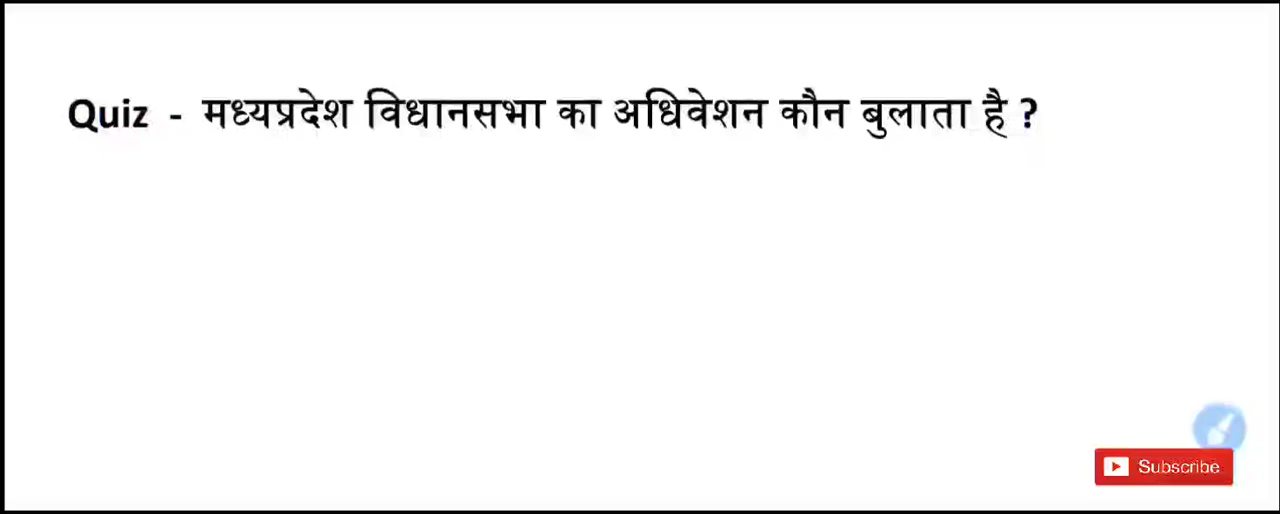 Quiz - मध्यप्रदेश विधानसभा का अधिवेशन कौन बुलाता है ?
Subscribe